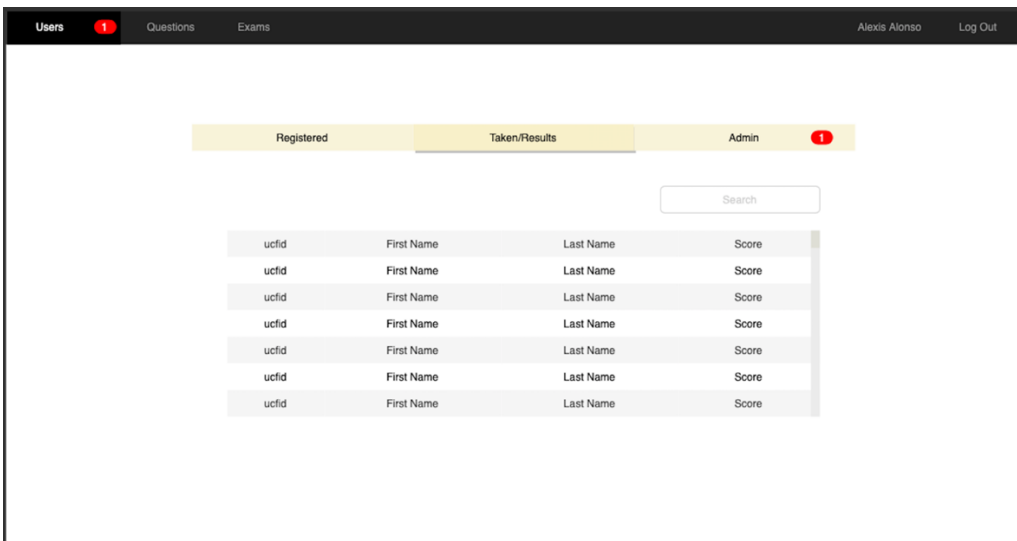 Users 1 Questions Exams Alexis Alonso Log Out
Registered Taken/Results Admin 1
Search
ucfid First Name Last Name Score
ucfid First Name Last Name Score
ucfid First Name Last Name Score
ucfid First Name Last Name Score
ucfid First Name Last Name Score
ucfid First Name Last Name Score
ucfid First Name Last Name Score